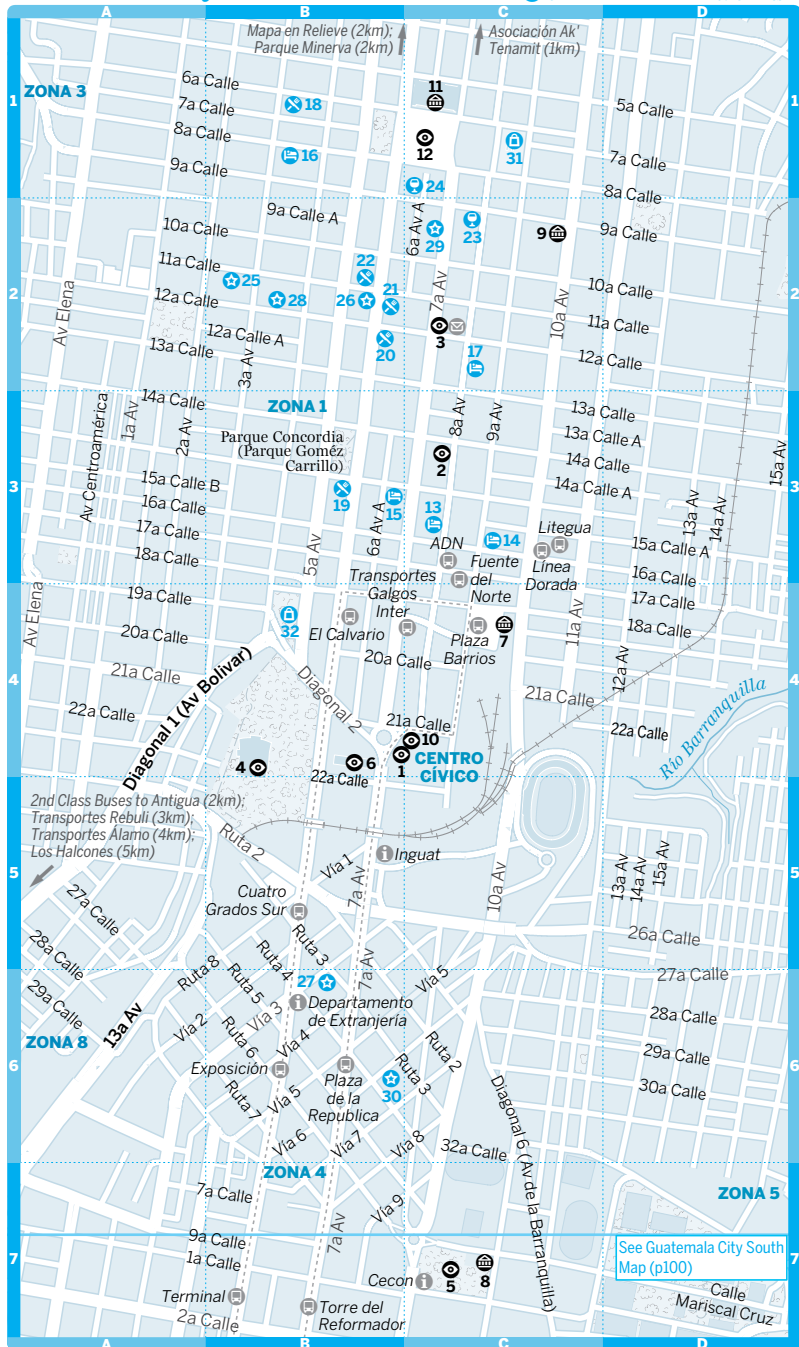 A
B
C
D
Mapa en Relieve (2km);
Parque Minerva (2km)
Asociación Ak'
Tenamit (1km)
1
1
ZONA 3
6a Calle
7a Calle
8a Calle
9a Calle
18
16
11
12
31
5a Calle
7a Calle
8a Calle
24
9a Calle A
10a Calle
11a Calle
12a Calle
6a Av A
29
23
9
9a Calle
2
2
25
28
22
26
21
7a Av
3
20
17
10a Av
10a Calle
11a Calle
12a Calle
Av Elena
12a Calle A
13a Calle
3a Av
14a Calle
ZONA 1
Parque Concordia
(Parque Goméz
Carrillo)
Av Centroamérica
1a Av
2a Av
8a Av
9a Av
2
13a Calle
13a Calle A
14a Calle
14a Calle A
15a Av
3
3
15a Calle B
16a Calle
17a Calle
18a Calle
19
15
13
14
6a Av A
5a Av
13a Av
14a Av
ADN
Fuente
del
Norte
Litegua
Línea
Dorada
15a Calle A
16a Calle
17a Calle
18a Calle
Transportes
Galgos
Inter
19a Calle
20a Calle
21a Calle
22a Calle
Av Elena
32
El Calvario
Plaza
Barrios
7
11a Av
12a Av
20a Calle
4
4
Diagonal 1 (Av Bolivar)
Diagonal 2
21a Calle
21a Calle
22a Calle
Río Barranquilla
10
1
CENTRO
CÍVICO
4
6
22a Calle
2nd Class Buses to Antigua (2km);
Transportes Rebuli (3km);
Transportes Álamo (4km);
Los Halcones (5km)
Ruta 2
Vía 1
Inguat
7a Av
10a Av
13a Av
14a Av
15a Av
5
5
Cuatro
Grados Sur
27a Calle
28a Calle
29a Calle
Ruta 3
Ruta 4
Ruta 5
Ruta 8
Ruta 6
Ruta 7
26a Calle
27a Calle
28a Calle
29a Calle
30a Calle
7a Av
27
Departamento
de Extranjería
Vía 5
Vía 2
Vía 3
Vía 4
ZONA 8
13a Av
6
6
Exposición
Plaza
de la
Republica
30
Ruta 3
Ruta 2
Vía 5
Vía 6
Vía 7
Vía 8
32a Calle
Diagonal 6 (Av de la Barranquilla)
ZONA 4
ZONA 5
7a Calle
Vía 9
7a Av
9a Calle
1a Calle
7
7
See Guatemala City South
Map (p100)
Cecon
5
8
Terminal
2a Calle
Torre del
Reformador
Calle
Mariscal Cruz
A
B
C
D